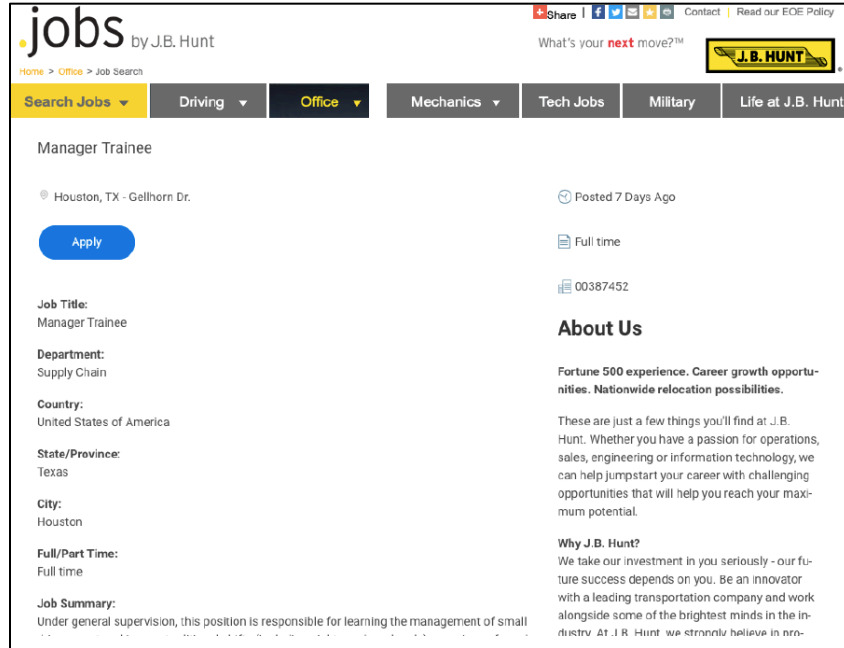 .jobs by J.B. Hunt
Share | Contact | Read our EOE Policy
What's your next move?™
J.B. HUNT
Home > Office > Job Search
Search Jobs Driving Office Mechanics Tech Jobs Military Life at J.B. Hunt
Manager Trainee
Houston, TX - Gellhorn Dr.
Apply
Job Title:
Manager Trainee
Department:
Supply Chain
Country:
United States of America
State/Province:
Texas
City:
Houston
Full/Part Time:
Full time
Job Summary:
Under general supervision, this position is responsible for learning the management of small
Posted 7 Days Ago
Full time
00387452
About Us
Fortune 500 experience. Career growth opportu-
nities. Nationwide relocation possibilities.
These are just a few things you'll find at J.B.
Hunt. Whether you have a passion for operations,
sales, engineering or information technology, we
can help jumpstart your career with challenging
opportunities that will help you reach your maxi-
mum potential.
Why J.B. Hunt?
We take our investment in you seriously - our fu-
ture success depends on you. Be an innovator
with a leading transportation company and work
alongside some of the brightest minds in the in-
dustry. At J.B. Hunt, we strongly believe in pro-